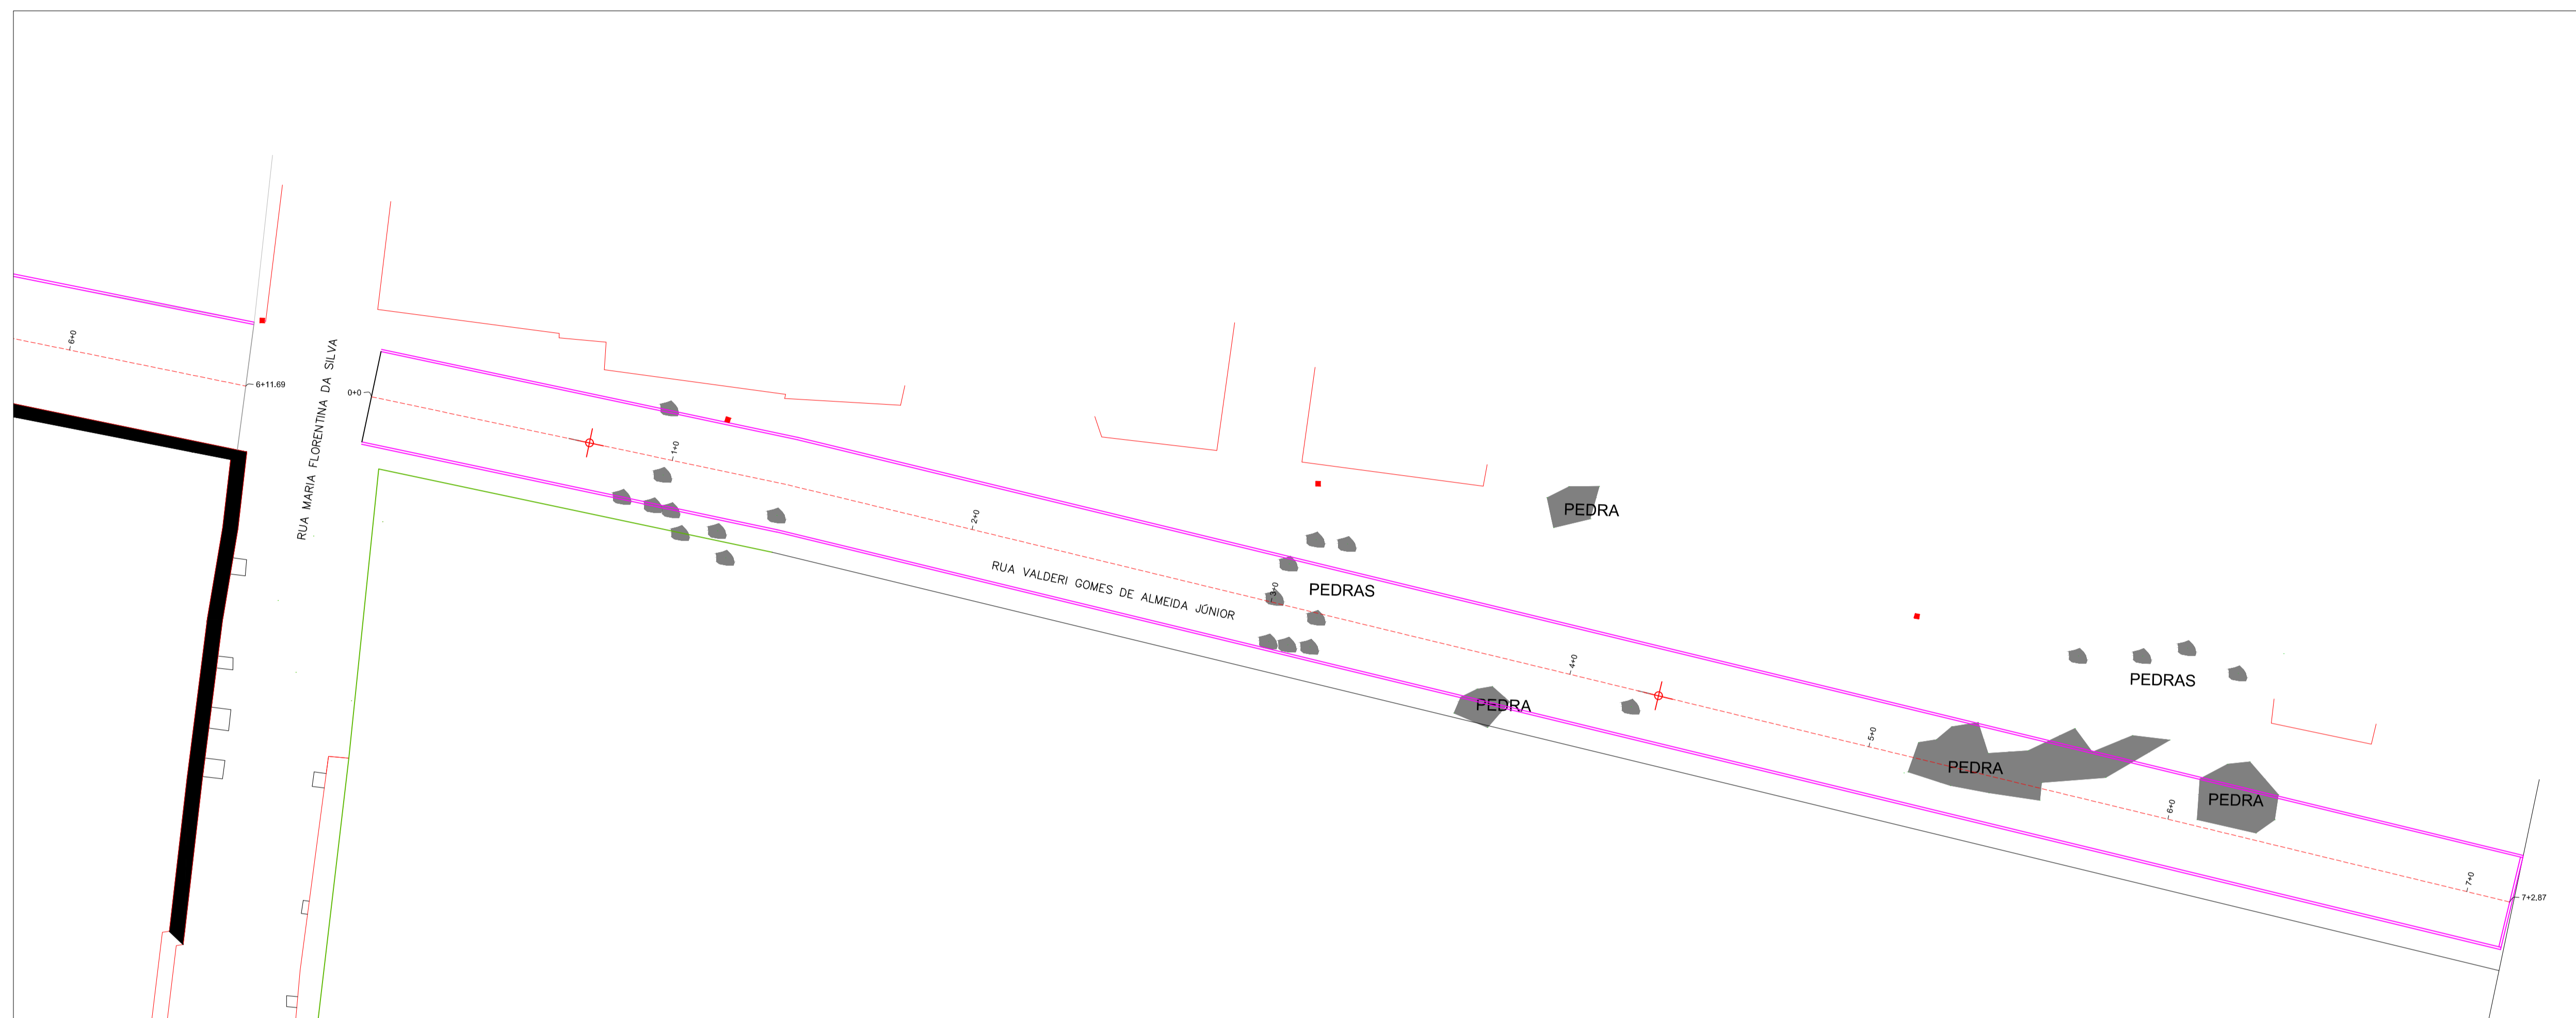 6+0
6+11.69
RUA MARIA FLORENTINA DA SILVA
0+0
1+0
2+0
RUA VALDERI GOMES DE ALMEIDA JÚNIOR
3+0
PEDRAS
PEDRA
PEDRA
4+0
5+0
PEDRA
PEDRAS
6+0
PEDRA
7+0
7+2,87